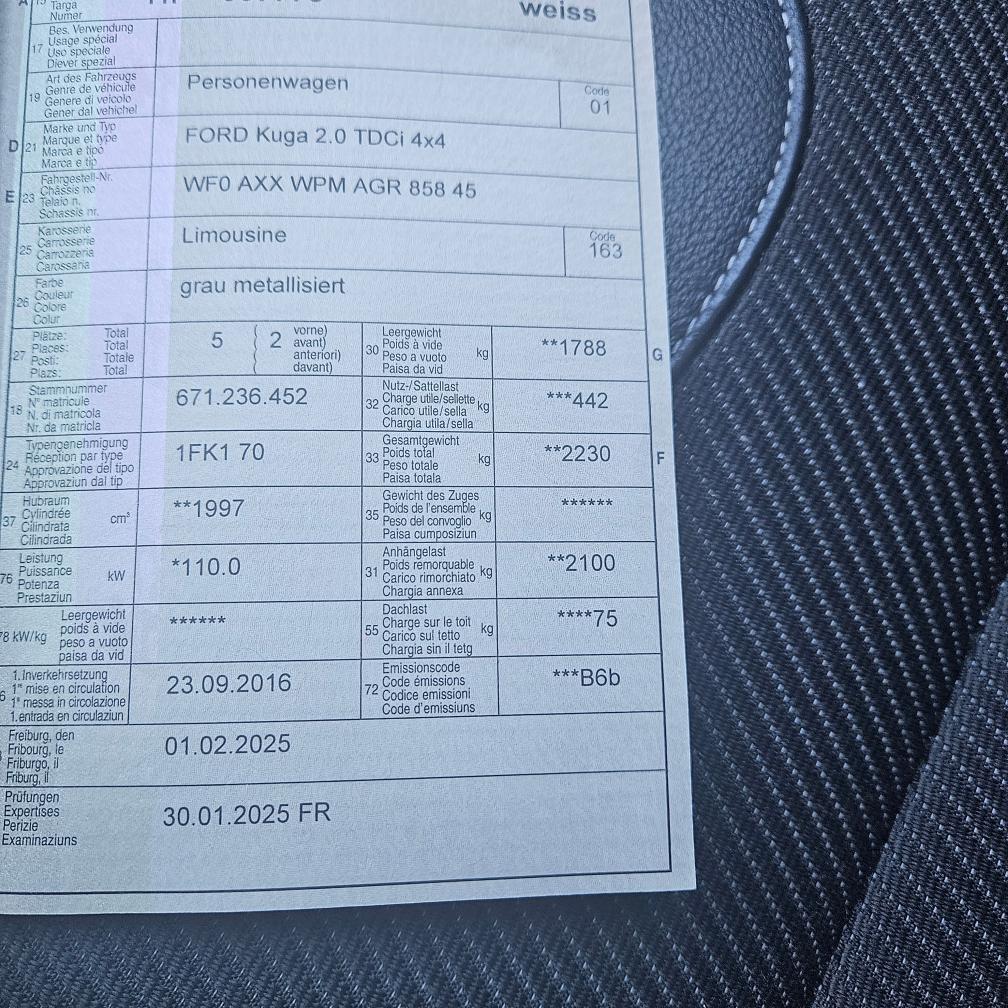 A 15 Targa
Numer
weiss
17
Bes. Verwendung
Usage spécial
Uso speciale
Diever spezial
19
Art des Fahrzeugs
Genre de véhicule
Genere di veicolo
Gener dal vehichel
Personenwagen
Code
01
D 21
Marke und Typ
Marque et type
Marca e tipo
Marca e tip
FORD Kuga 2.0 TDCi 4x4
E 23
Fahrgestell-Nr.
Châssis no
Telaio n.
Schassis nr.
WF0 AXX WPM AGR 858 45
25
Karosserie
Carrosserie
Carrozzeria
Carossaria
Limousine
Code
163
26
Farbe
Couleur
Colore
Colur
grau metallisiert
27
Plätze: Total
Places: Total
Posti: Totale
Plazs: Total
5 ( 2
vorne)
avant)
anteriori)
davant)
30
Leergewicht
Poids à vide
Peso a vuoto
Paisa da vid
kg
**1788
G
18
Stammnummer
N° matricule
N. di matricola
Nr. da matricla
671.236.452
32
Nutz-/Sattellast
Charge utile/sellette
Carico utile/sella
Chargia utila/sella
kg
***442
24
Typengenehmigung
Réception par type
Approvazione del tipo
Approvaziun dal tip
1FK1 70
33
Gesamtgewicht
Poids total
Peso totale
Paisa totala
kg
**2230
F
37
Hubraum
Cylindrée
Cilindrata
Cilindrada
cm³
**1997
35
Gewicht des Zuges
Poids de l'ensemble
Peso del convoglio
Paisa cumposiziun
kg
******
76
Leistung
Puissance
Potenza
Prestaziun
kW
*110.0
31
Anhängelast
Poids remorquable
Carico rimorchiato
Chargia annexa
kg
**2100
78 kW/kg
Leergewicht
poids à vide
peso a vuoto
paisa da vid
******
55
Dachlast
Charge sur le toit
Carico sul tetto
Chargia sin il tetg
kg
****75
6
1.Inverkehrsetzung
1re mise en circulation
1a messa in circolazione
1.entrada en circulaziun
23.09.2016
72
Emissionscode
Code émissions
Codice emissioni
Code d'emissiuns
***B6b
Freiburg, den
Fribourg, le
Friburgo, il
Friburg, il
01.02.2025
Prüfungen
Expertises
Perizie
Examinaziuns
30.01.2025 FR